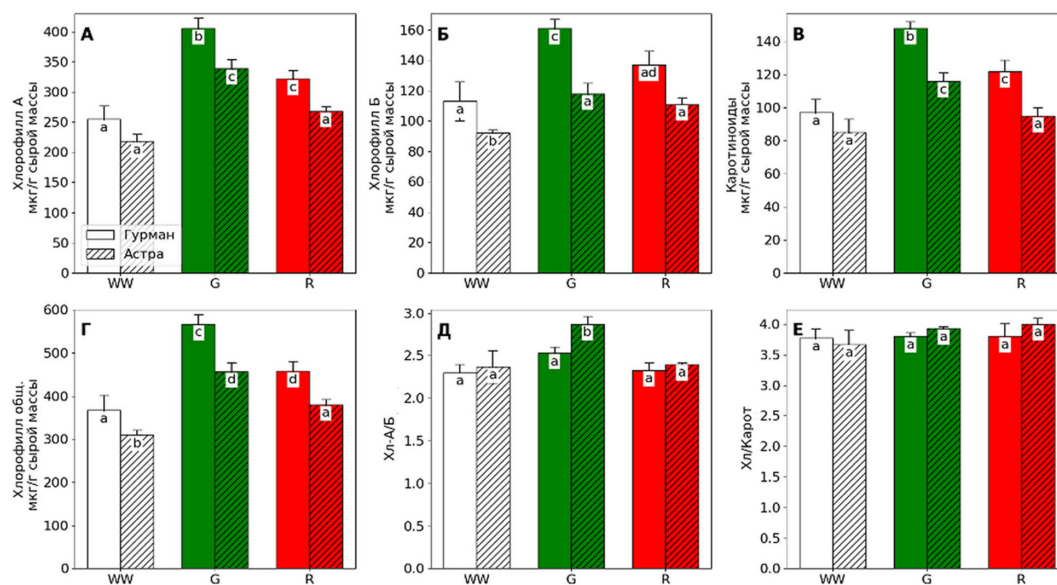 А
Хлорофилл А
мкг/г сырой массы
400
350
300
250
200
150
100
50
0
a
a
b
c
c
a
Гурман
Астра
WW
G
R
Б
Хлорофилл Б
мкг/г сырой массы
160
140
120
100
80
60
40
20
0
a
b
c
a
ad
a
WW
G
R
В
Каротиноиды
мкг/г сырой массы
140
120
100
80
60
40
20
0
a
a
b
c
c
a
WW
G
R
Г
Хлорофилл общ.
мкг/г сырой массы
600
500
400
300
200
100
0
a
b
c
d
d
a
WW
G
R
Д
Хл-А/Б
3.0
2.5
2.0
1.5
1.0
0.5
0.0
a
a
a
b
a
a
WW
G
R
Е
Хл/Карот
4.0
3.5
3.0
2.5
2.0
1.5
1.0
0.5
0.0
a
a
a
a
a
a
WW
G
R